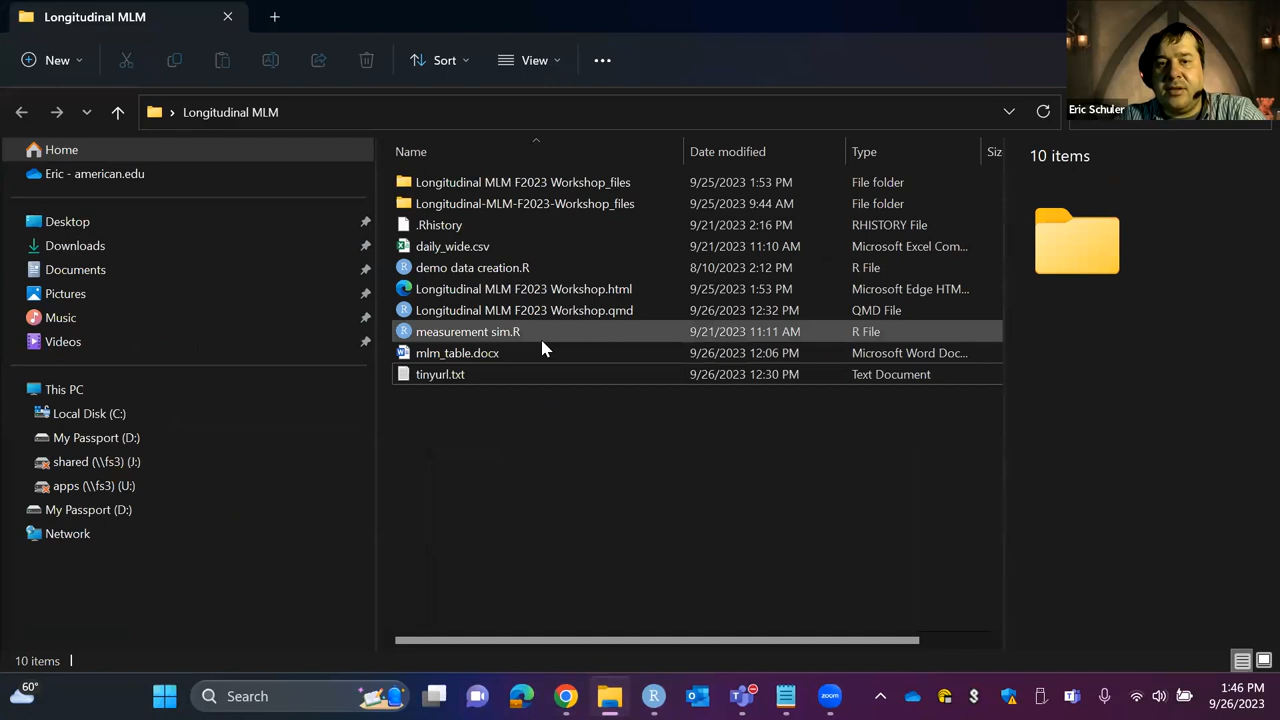 Longitudinal MLM
New
Sort
View
Eric Schuler
Longitudinal MLM
Home
Eric - american.edu
Desktop
Downloads
Documents
Pictures
Music
Videos
This PC
Local Disk (C:)
My Passport (D:)
shared (\\fs3) (J:)
apps (\\fs3) (U:)
My Passport (D:)
Network
Name Date modified Type Siz
Longitudinal MLM F2023 Workshop_files 9/25/2023 1:53 PM File folder
Longitudinal-MLM-F2023-Workshop_files 9/25/2023 9:44 AM File folder
.Rhistory 9/21/2023 2:16 PM RHISTORY File
daily_wide.csv 9/21/2023 11:10 AM Microsoft Excel Com...
demo data creation.R 8/10/2023 2:12 PM R File
Longitudinal MLM F2023 Workshop.html 9/25/2023 1:53 PM Microsoft Edge HTM...
Longitudinal MLM F2023 Workshop.qmd 9/26/2023 12:32 PM QMD File
measurement sim.R 9/21/2023 11:11 AM R File
mlm_table.docx 9/26/2023 12:06 PM Microsoft Word Doc...
tinyurl.txt 9/26/2023 12:30 PM Text Document
10 items
10 items
60°
Search
zoom
1:46 PM
9/26/2023